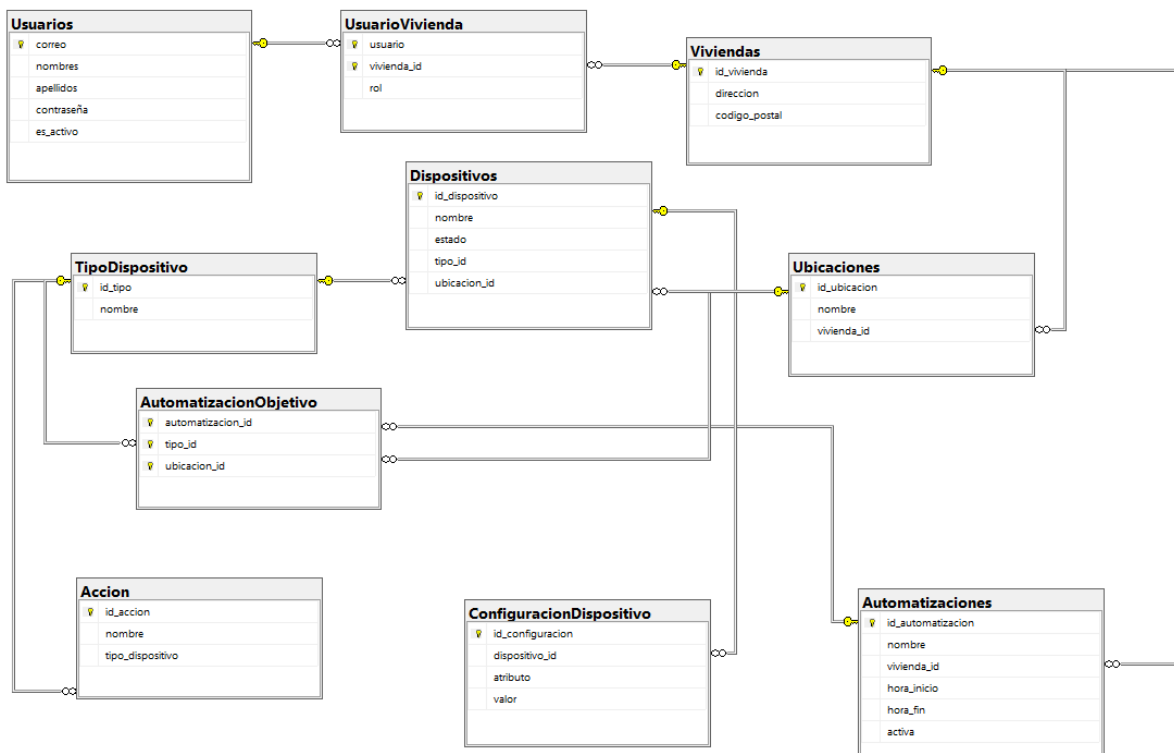 Usuarios
correo
nombres
apellidos
contraseña
es_activo
UsuarioVivienda
usuario
vivienda_id
rol
Viviendas
id_vivienda
direccion
codigo_postal
Dispositivos
id_dispositivo
nombre
estado
tipo_id
ubicacion_id
TipoDispositivo
id_tipo
nombre
Ubicaciones
id_ubicacion
nombre
vivienda_id
AutomatizacionObjetivo
automatizacion_id
tipo_id
ubicacion_id
Accion
id_accion
nombre
tipo_dispositivo
ConfiguracionDispositivo
id_configuracion
dispositivo_id
atributo
valor
Automatizaciones
id_automatizacion
nombre
vivienda_id
hora_inicio
hora_fin
activa